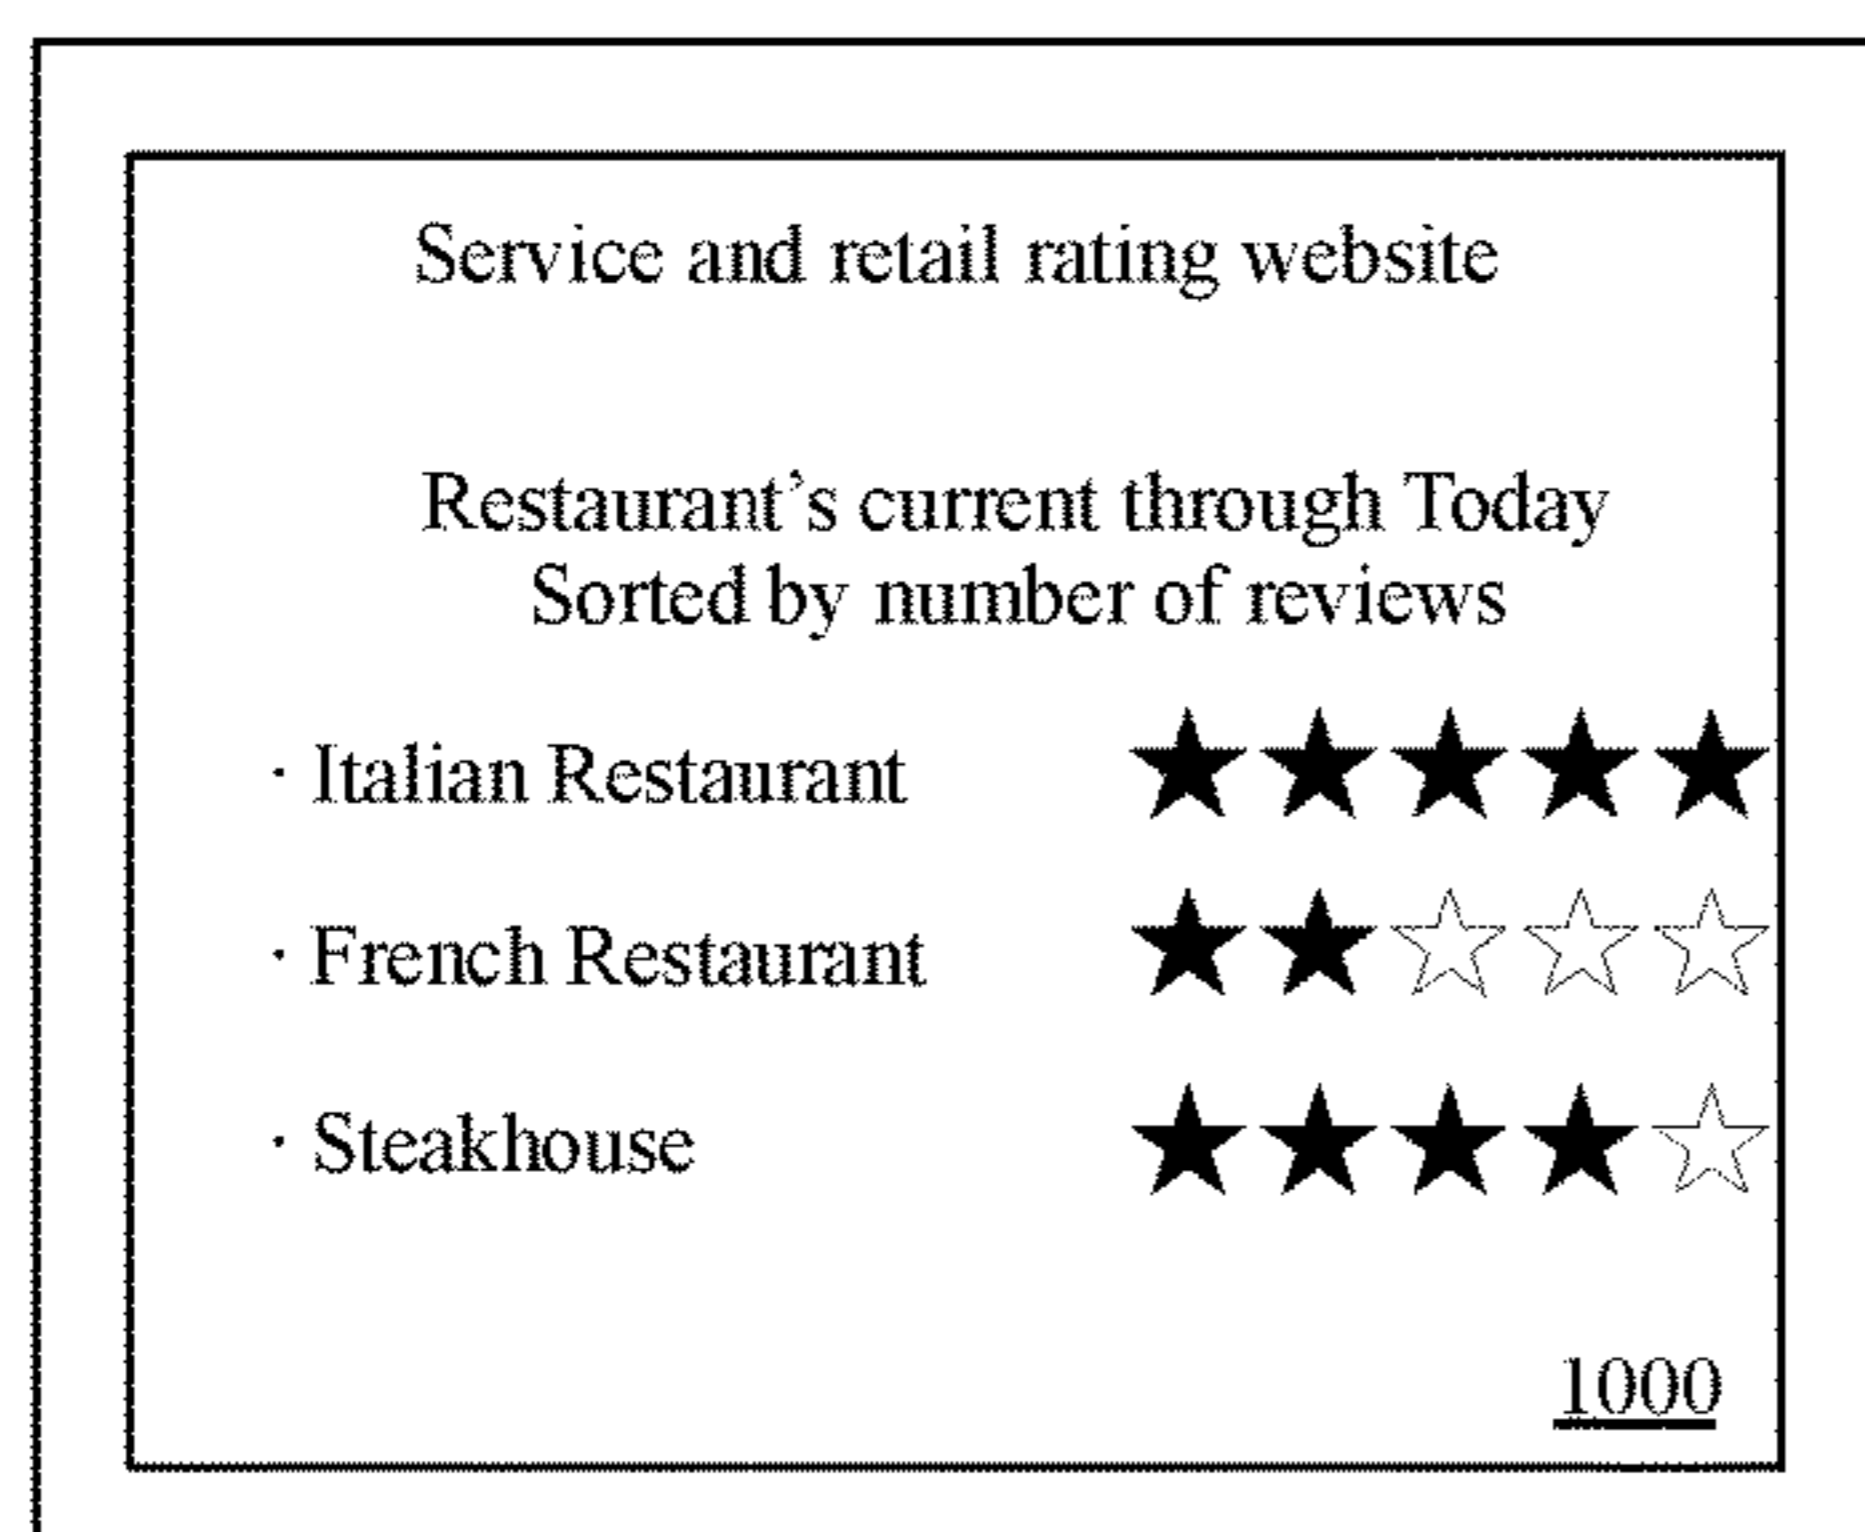 Service and retail rating website
Restaurant’s current through Today
Sorted by number of reviews
· Italian Restaurant
· French Restaurant
· Steakhouse
1000